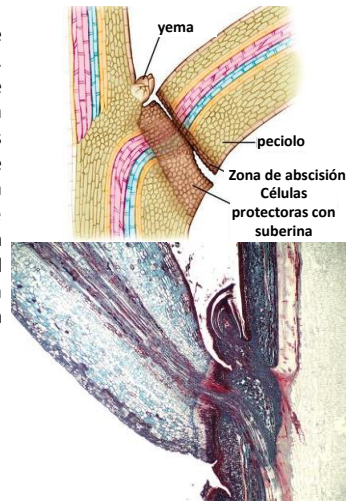 yema
peciolo
Zona de abscisión
Células
protectoras con
suberina